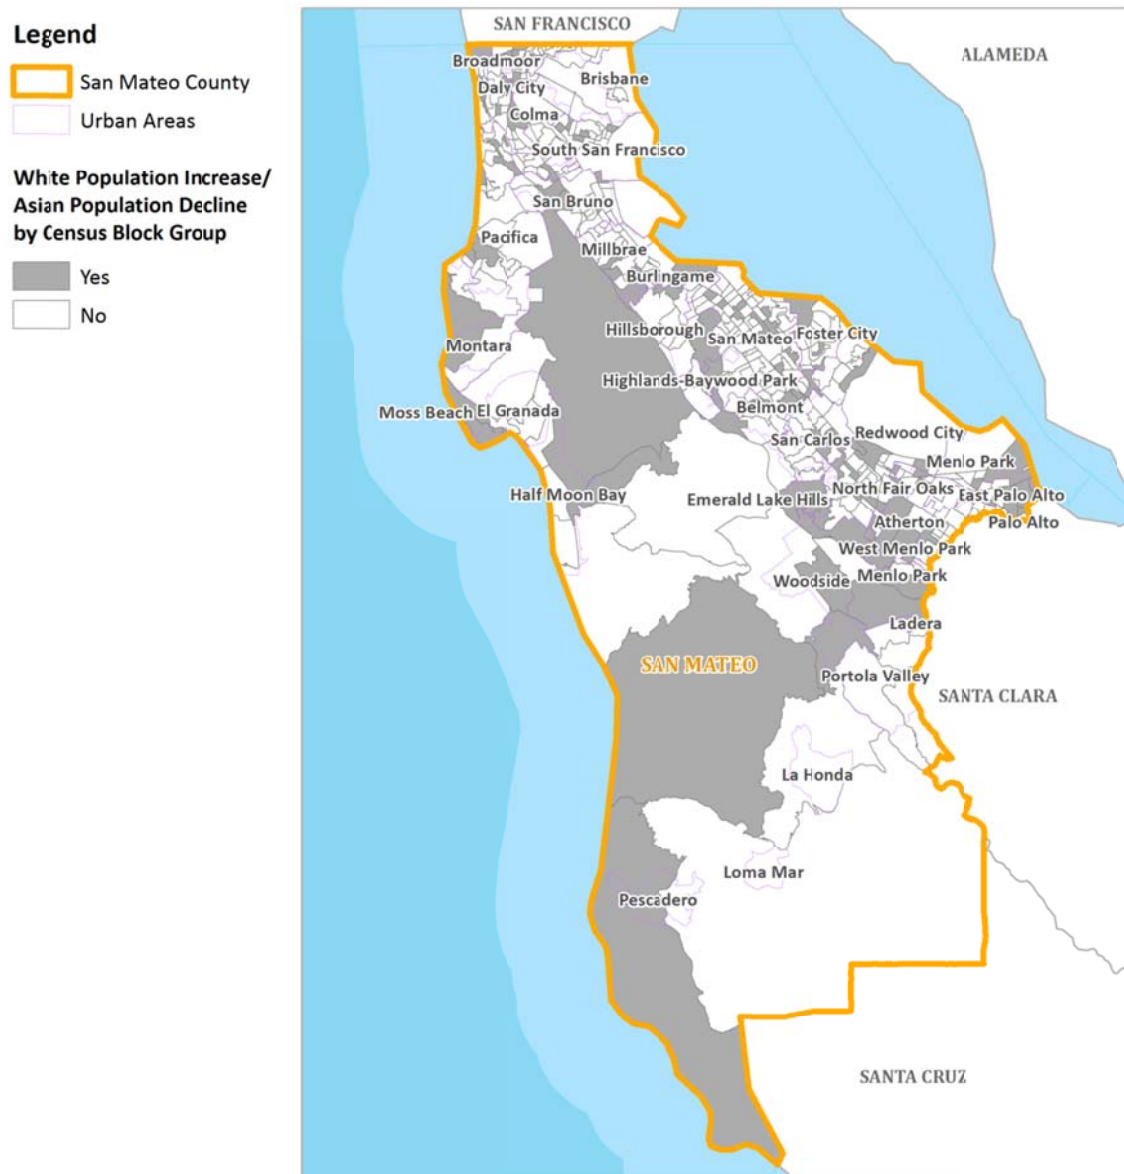 Legend
San Mateo County
Urban Areas
White Population Increase/
Asian Population Decline
by Census Block Group
Yes
No
SAN FRANCISCO
ALAMEDA
Broadmoor
Brisbane
Daly City
Colma
South San Francisco
San Bruno
Pacifica
Millbrae
Burlingame
Hillsborough
San Mateo
Foster City
Montara
Highlands-Baywood Park
Moss Beach
El Granada
Belmont
San Carlos
Redwood City
Menlo Park
Half Moon Bay
Emerald Lake Hills
North Fair Oaks
East Palo Alto
Atherton
Palo Alto
West Menlo Park
Woodside
Menlo Park
Ladera
SAN MATEO
Portola Valley
SANTA CLARA
La Honda
Loma Mar
Pescadero
SANTA CRUZ